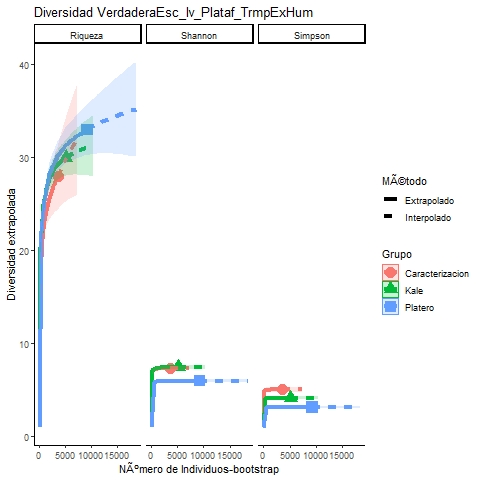 Diversidad VerdaderaEsc_Iv_Plataf_TrmpExHum
Riqueza
Shannon
Simpson
Diversidad extrapolada
40
30
20
10
0
0 5000 10000 15000
0 5000 10000 15000
0 5000 10000 15000
NÃºmero de Individuos-bootstrap
MÃ©todo
Extrapolado
Interpolado
Grupo
Caracterizacion
Kale
Platero